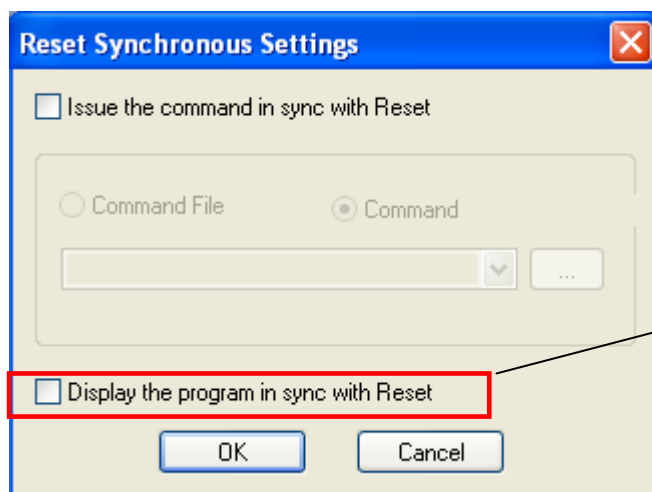 Reset Synchronous Settings
Issue the command in sync with Reset
Command File Command
...
Display the program in sync with Reset
OK Cancel